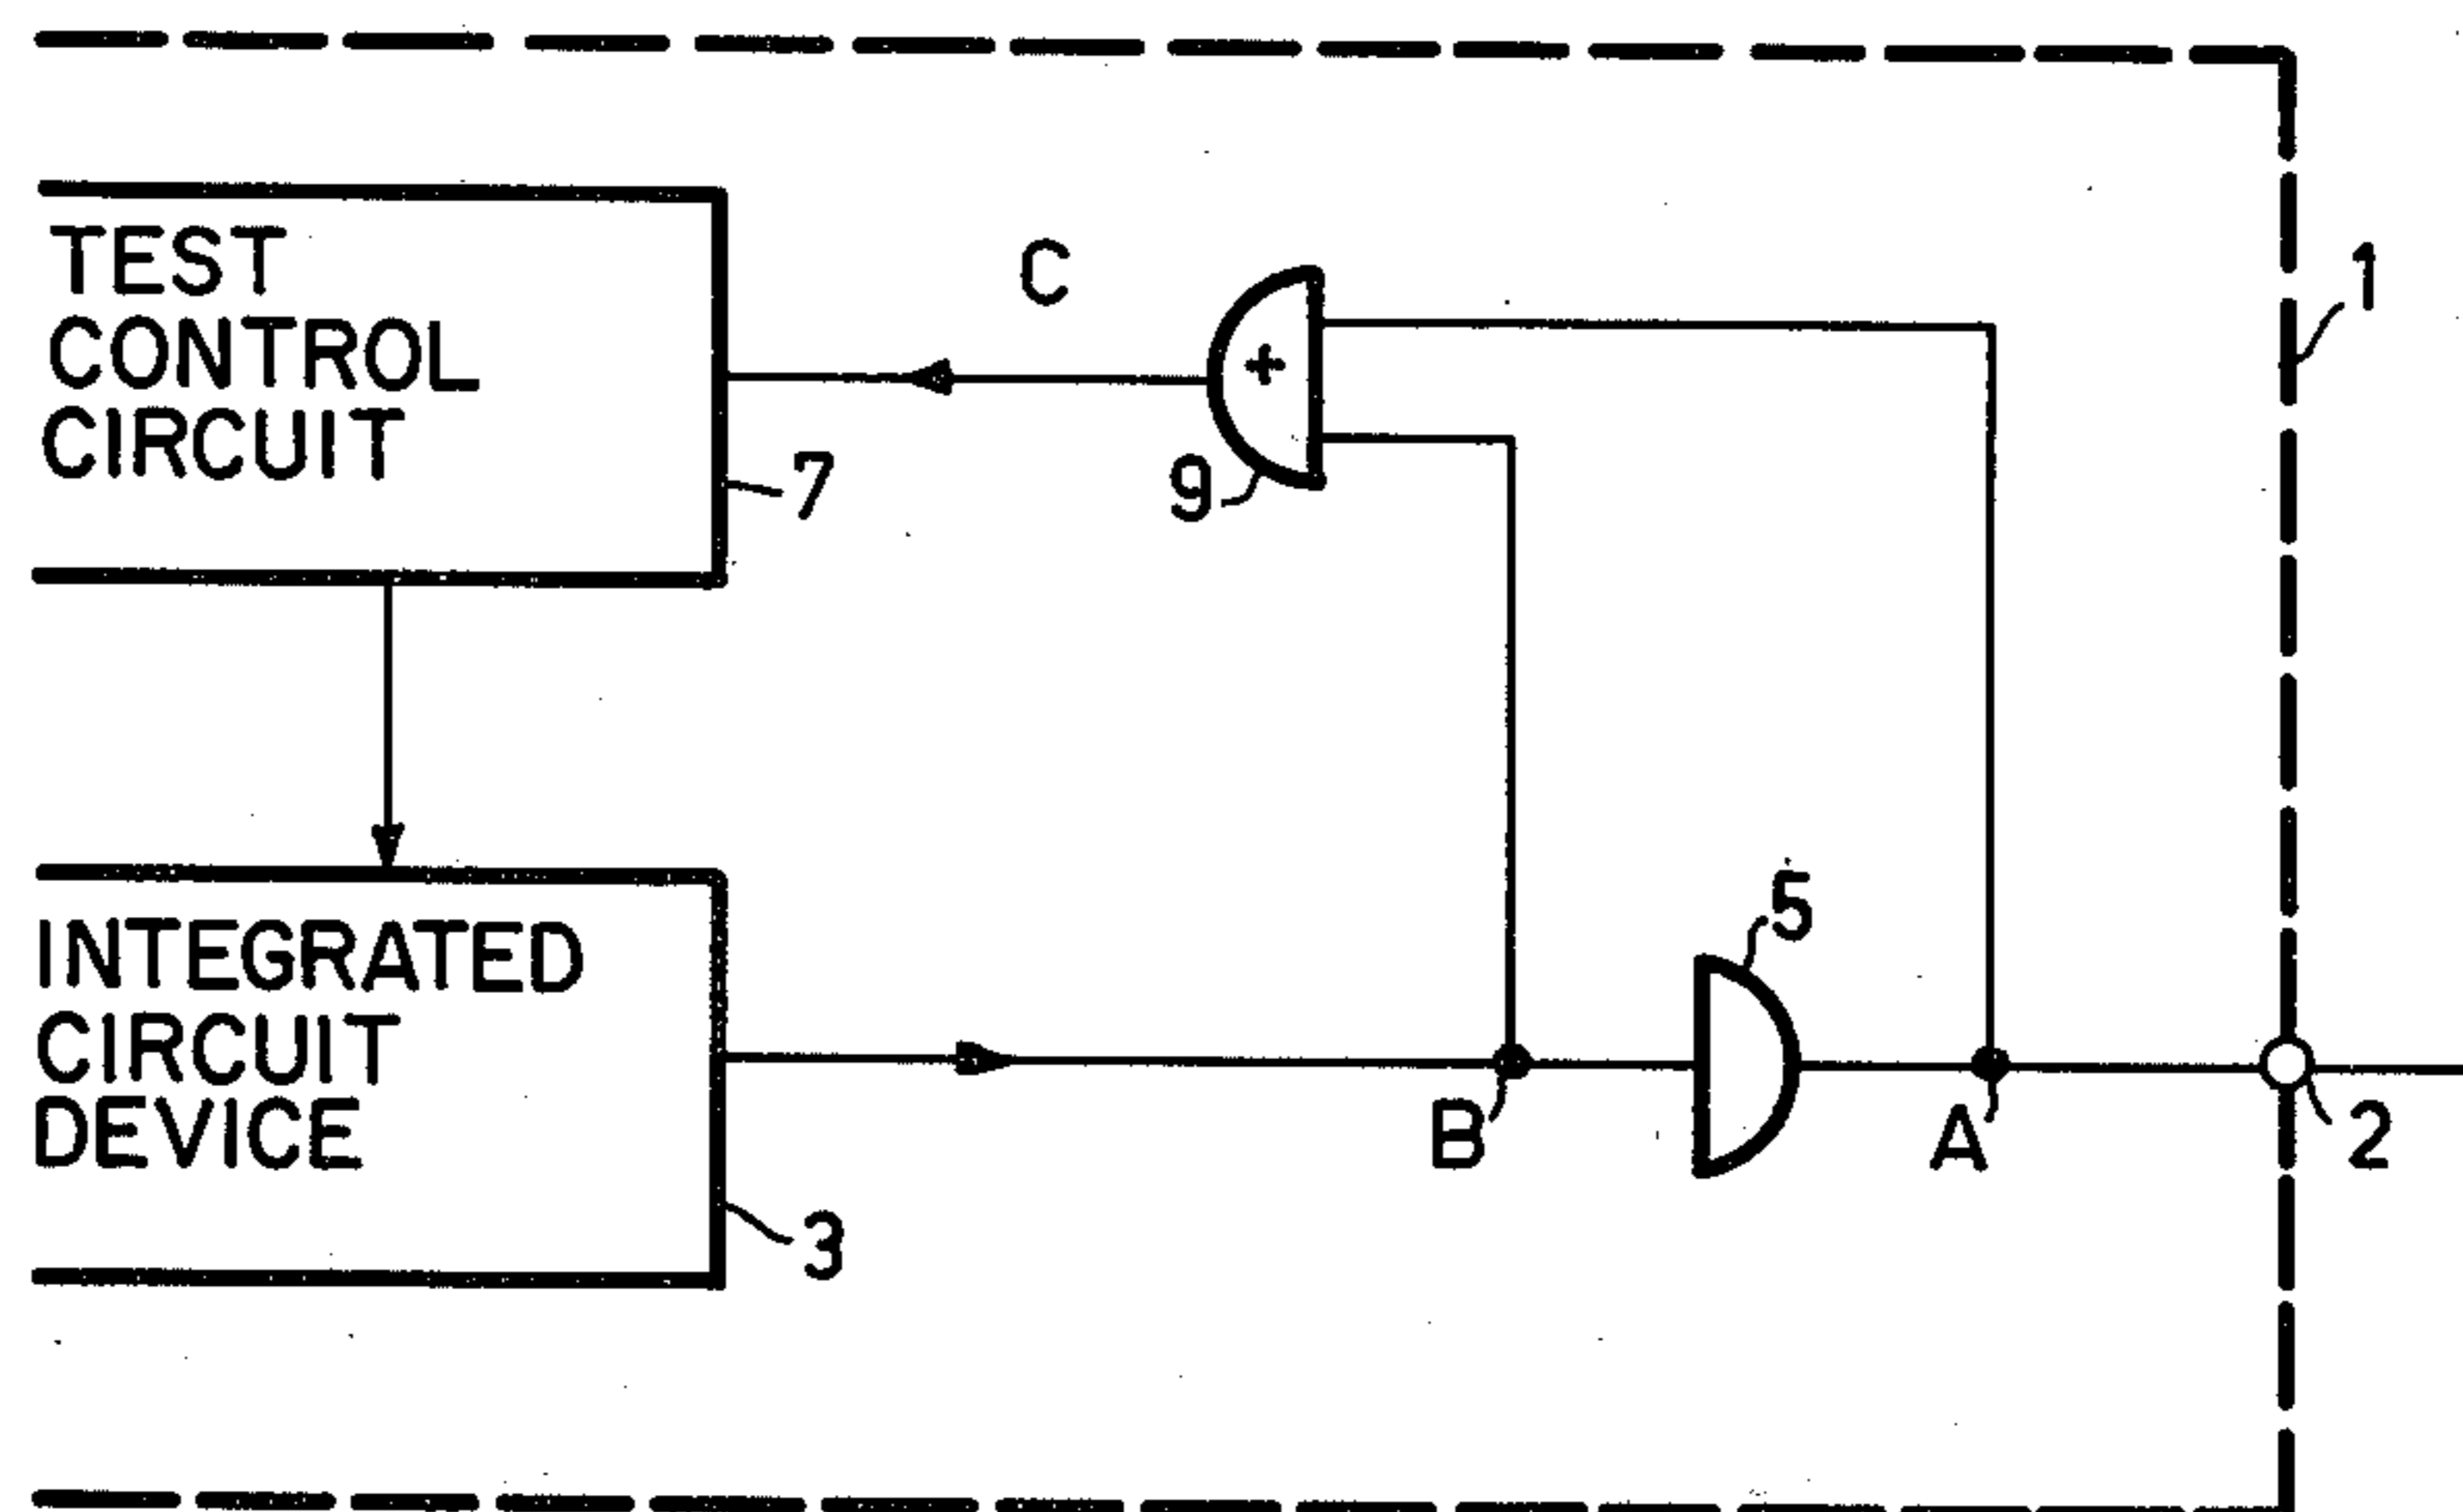 TEST
CONTROL
CIRCUIT
C
1
+
7
9
INTEGRATED
CIRCUIT
DEVICE
5
B
A
2
3